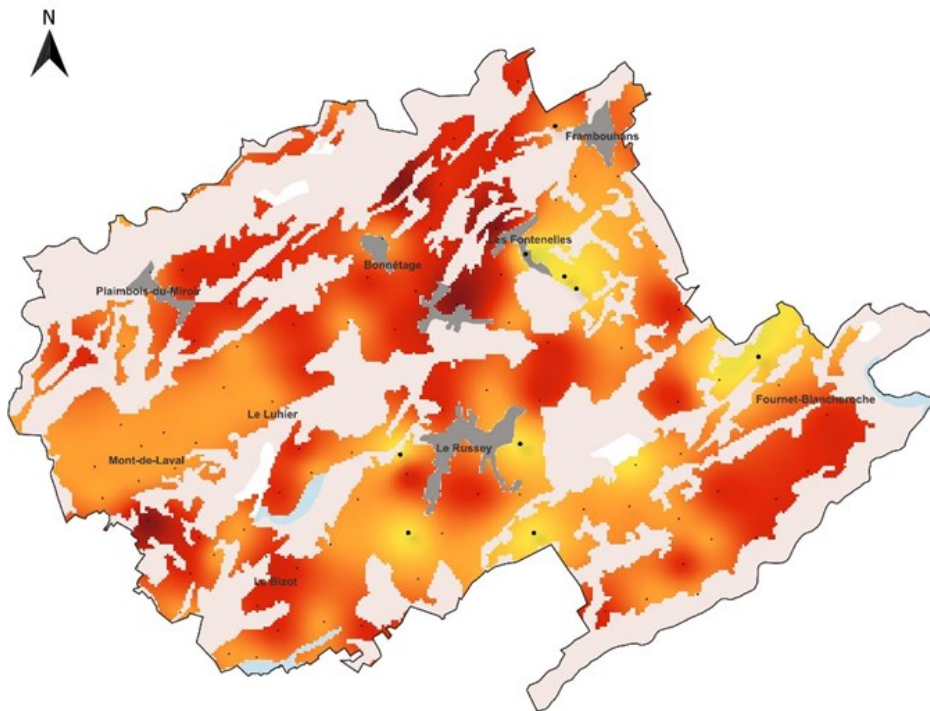 N
Frambouhans
Les Fontenelles
Bonnétage
Plaimbois-du-Miroir
Fournet-Blancheroche
Le Luhier
Le Russey
Mont-de-Laval
Le Bizot